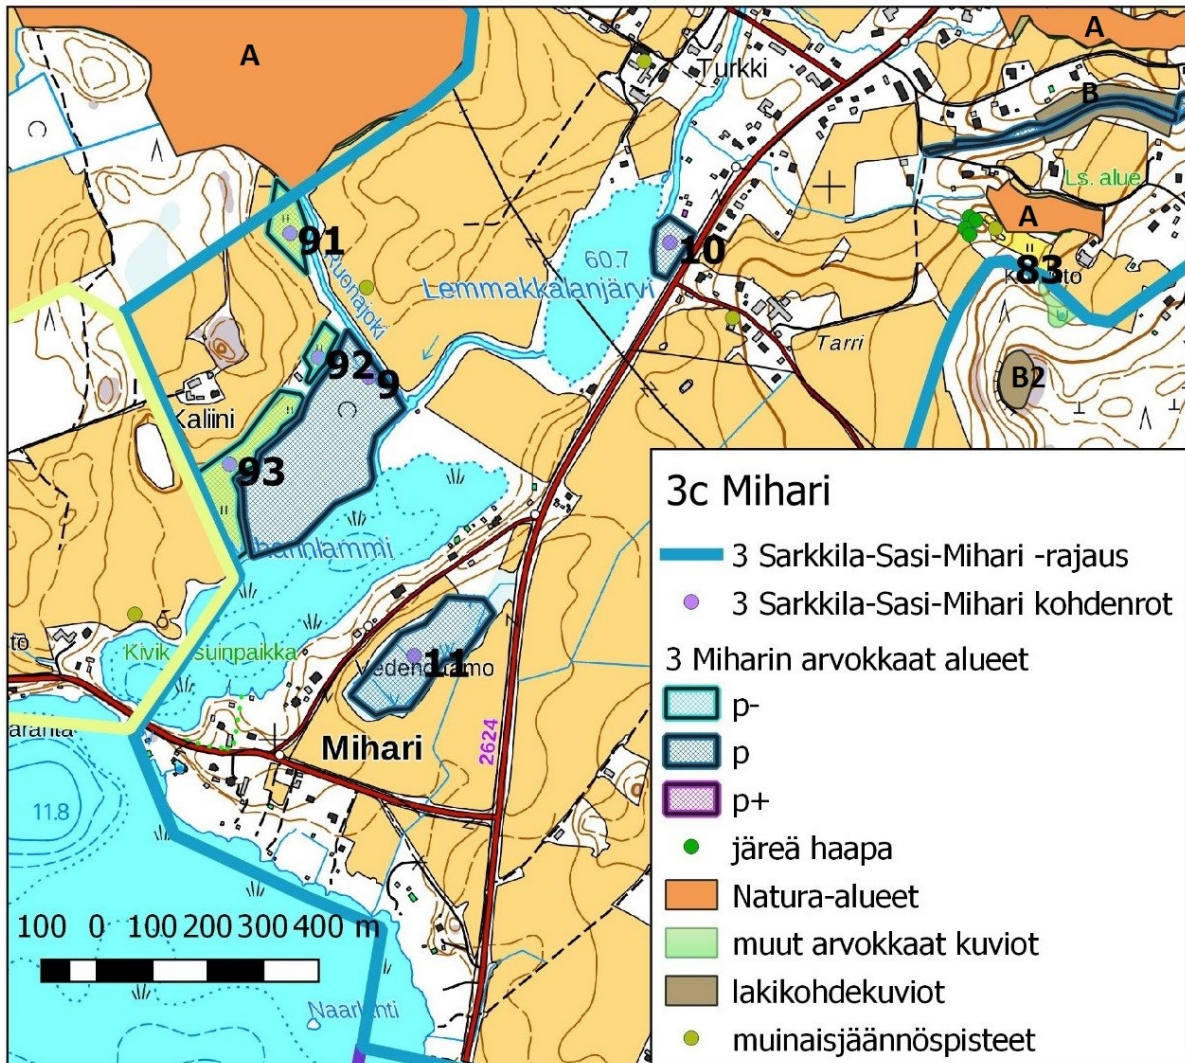 A
A
Turkki
B
Ls. alue
A
91
10
60.7
83
Lemmakkalanjärvi
Tarri
92
9
B2
Kaliini
93
3c Mihari
3 Sarkkila-Sasi-Mihari -rajaus
3 Sarkkila-Sasi-Mihari kohdenrot
3 Miharin arvokkaat alueet
p-
p
p+
järeä haapa
Natura-alueet
muut arvokkaat kuviot
lakikohdekuviot
muinaisjäännöspisteet
11
Mihari
2624
11.8
100 0 100 200 300 400 m